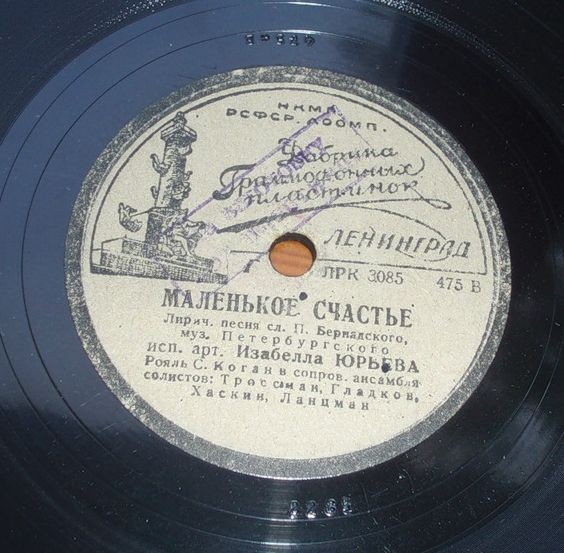 НКМП
РСФСР. ЛООМП.
Фабрика
Граммофонных
пластинок
ЛЕНИНГРАД
ЛРК 3085 475 В
МАЛЕНЬКОЕ СЧАСТЬЕ
Лирич. песня сл. П. Бернадского,
муз. Петербургского
исп. арт. Изабелла ЮРЬЕВА
Рояль С. Коган в сопров. ансамбля
солистов: Троссман, Гладков,
Хаскин, Ланцман
2265